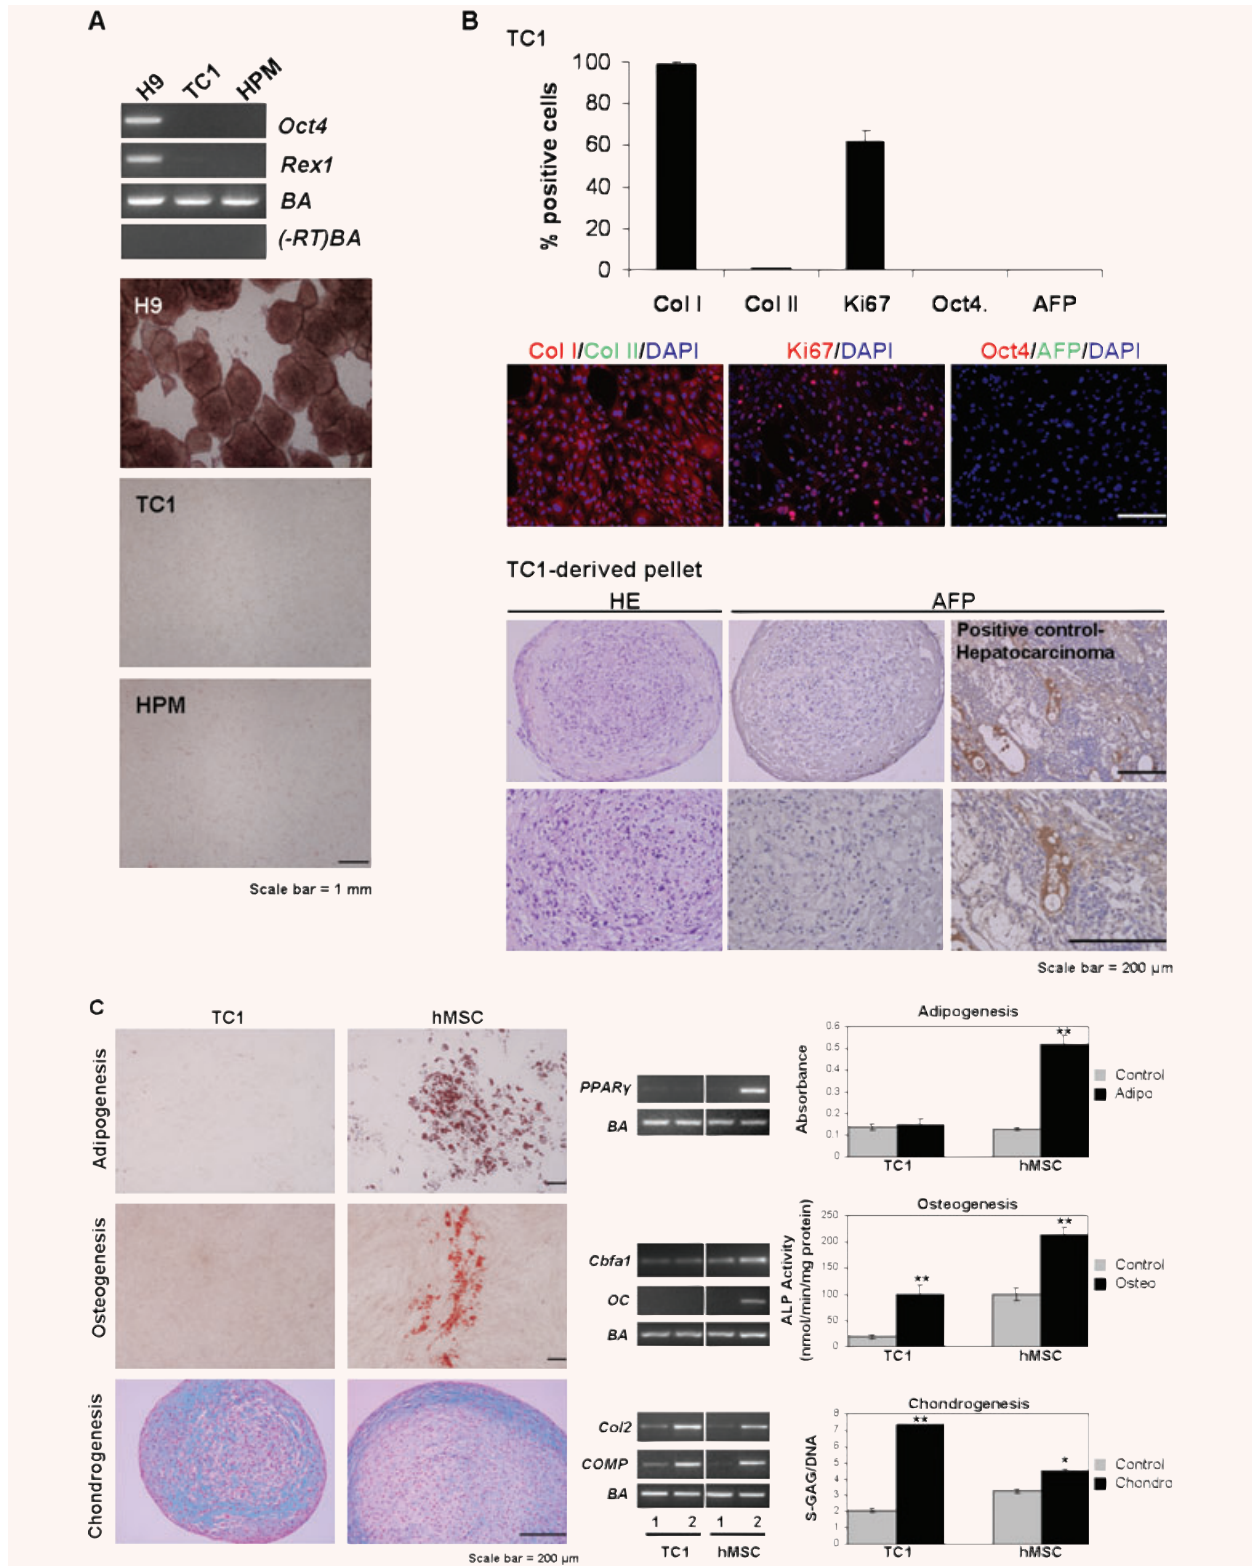 A
H9 TC1 HPM
Oct4
Rex1
BA
(-RT)BA
H9
TC1
HPM
Scale bar = 1 mm
B
TC1
% positive cells
100
80
60
40
20
0
Col I Col II Ki67 Oct4. AFP
Col I/Col II/DAPI Ki67/DAPI Oct4/AFP/DAPI
TC1-derived pellet
HE AFP
Positive control-
Hepatocarcinoma
Scale bar = 200 µm
C
TC1 hMSC
Adipogenesis
Osteogenesis
Chondrogenesis
Scale bar = 200 µm
PPARγ
BA
Cbfa1
OC
BA
Col2
COMP
BA
1 2 1 2
TC1 hMSC
Adipogenesis
Absorbance
0.6
0.5
0.4
0.3
0.2
0.1
0
**
TC1 hMSC
Control
Adipo
Osteogenesis
ALP Activity
(nmol/min/mg protein)
250
200
150
100
50
0
** **
TC1 hMSC
Control
Osteo
Chondrogenesis
S-GAG/DNA
8
7
6
5
4
3
2
1
0
** *
TC1 hMSC
Control
Chondro